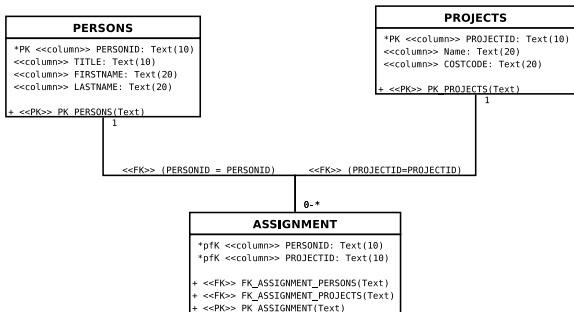 PERSONS
*PK <<column>> PERSONID: Text(10)
<<column>> TITLE: Text(10)
<<column>> FIRSTNAME: Text(20)
<<column>> LASTNAME: Text(20)
+ <<PK>> PK_PERSONS(Text)
1
PROJECTS
*PK <<column>> PROJECTID: Text(10)
<<column>> Name: Text(20)
<<column>> COSTCODE: Text(20)
+ <<PK>> PK_PROJECTS(Text)
1
<<FK>> (PERSONID = PERSONID)
<<FK>> (PROJECTID=PROJECTID)
0-*
ASSIGNMENT
*pfK <<column>> PERSONID: Text(10)
*pfK <<column>> PROJECTID: Text(10)
+ <<FK>> FK_ASSIGNMENT_PERSONS(Text)
+ <<FK>> FK_ASSIGNMENT_PROJECTS(Text)
+ <<PK>> PK_ASSIGNMENT(Text)